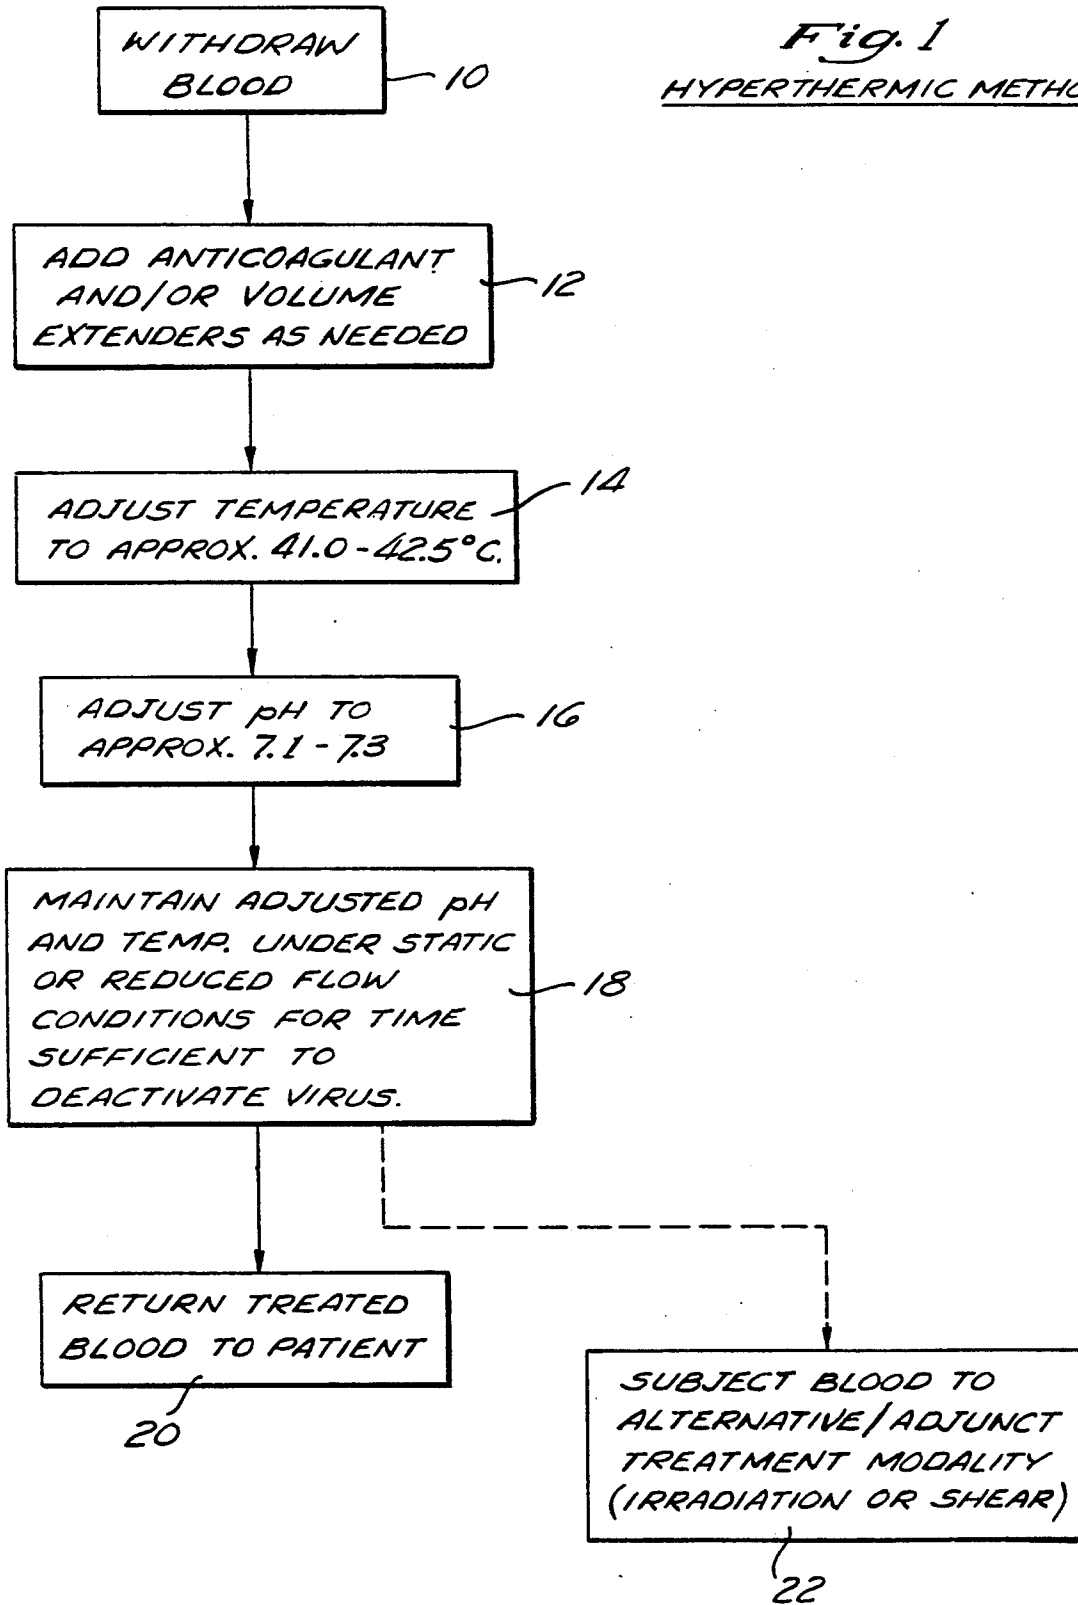 Fig. 1
HYPERTHERMIC METHO
WITHDRAW
BLOOD
10
ADD ANTICOAGULANT
AND/OR VOLUME
EXTENDERS AS NEEDED
12
ADJUST TEMPERATURE
TO APPROX. 41.0-42.5°C.
14
ADJUST pH TO
APPROX. 7.1-7.3
16
MAINTAIN ADJUSTED pH
AND TEMP. UNDER STATIC
OR REDUCED FLOW
CONDITIONS FOR TIME
SUFFICIENT TO
DEACTIVATE VIRUS.
18
RETURN TREATED
BLOOD TO PATIENT
20
SUBJECT BLOOD TO
ALTERNATIVE/ADJUNCT
TREATMENT MODALITY
(IRRADIATION OR SHEAR)
22